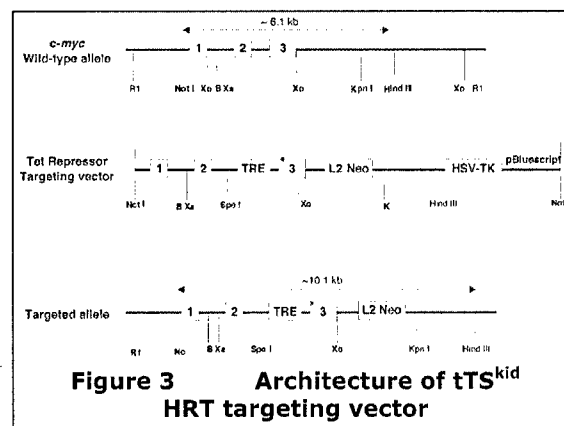 ~ 6.1 kb
c-myc
Wild-type allele
1 2 3
R1 Not I Xo B Xa Xo Kpn I Hind III Xo R1
Tet Repressor
Targeting vector
pBluescript
1 2 TRE * 3 L2 Neo HSV-TK
Not I B Xa Spe I Xo K Hind III Not
~10.1 kb
Targeted allele
1 2 TRE * 3 L2 Neo
R1 No B Xa Spe I Xo Kpn I Hind III
Figure 3 Architecture of tTS^kid
HRT targeting vector